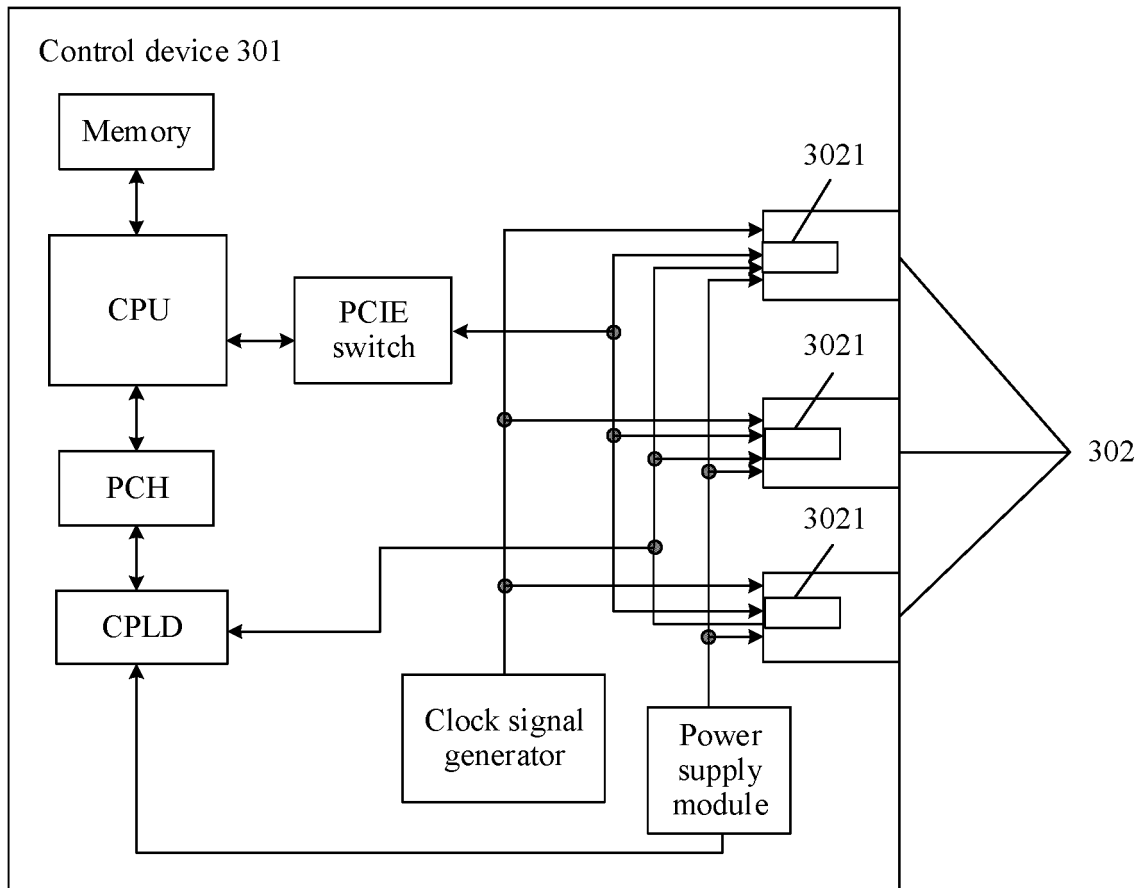 Control device 301
Memory
3021
CPU
PCIE
switch
3021
302
PCH
3021
CPLD
Clock signal
generator
Power
supply
module